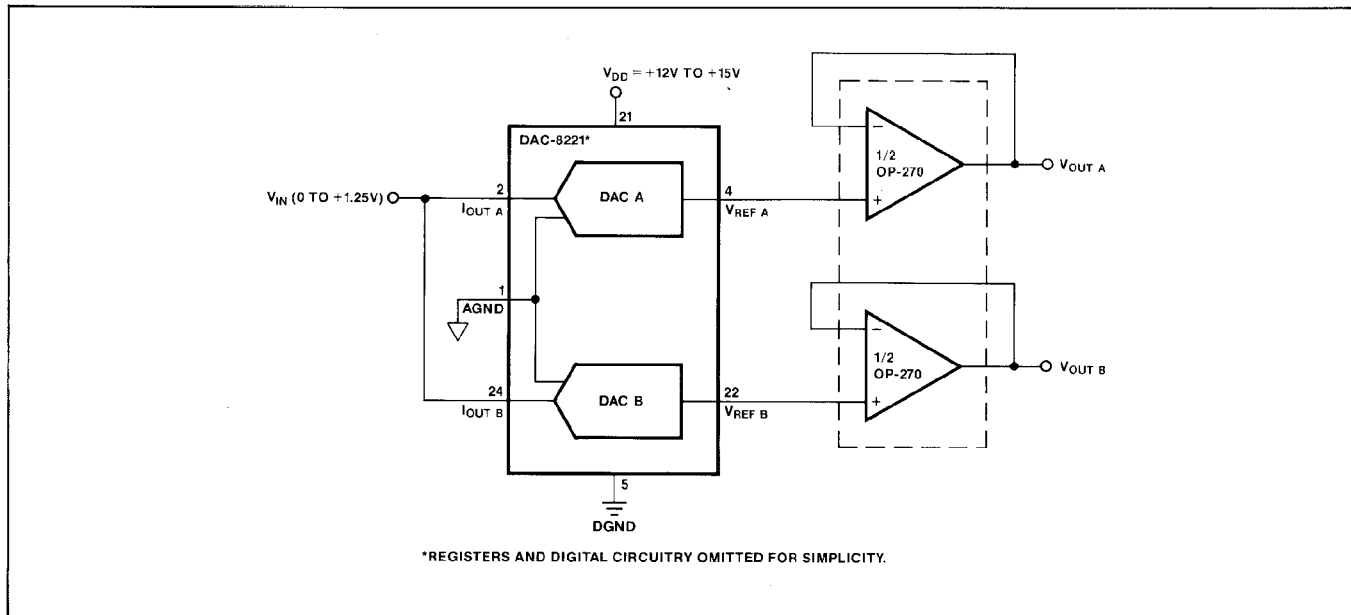 V_DD = +12V TO +15V
21
DAC-8221*
DAC A
2
I_OUT A
V_IN (0 TO +1.25V)
4
V_REF A
−
1/2
OP-270
+
V_OUT A
1
AGND
24
I_OUT B
DAC B
22
V_REF B
−
1/2
OP-270
+
V_OUT B
5
DGND
*REGISTERS AND DIGITAL CIRCUITRY OMITTED FOR SIMPLICITY.